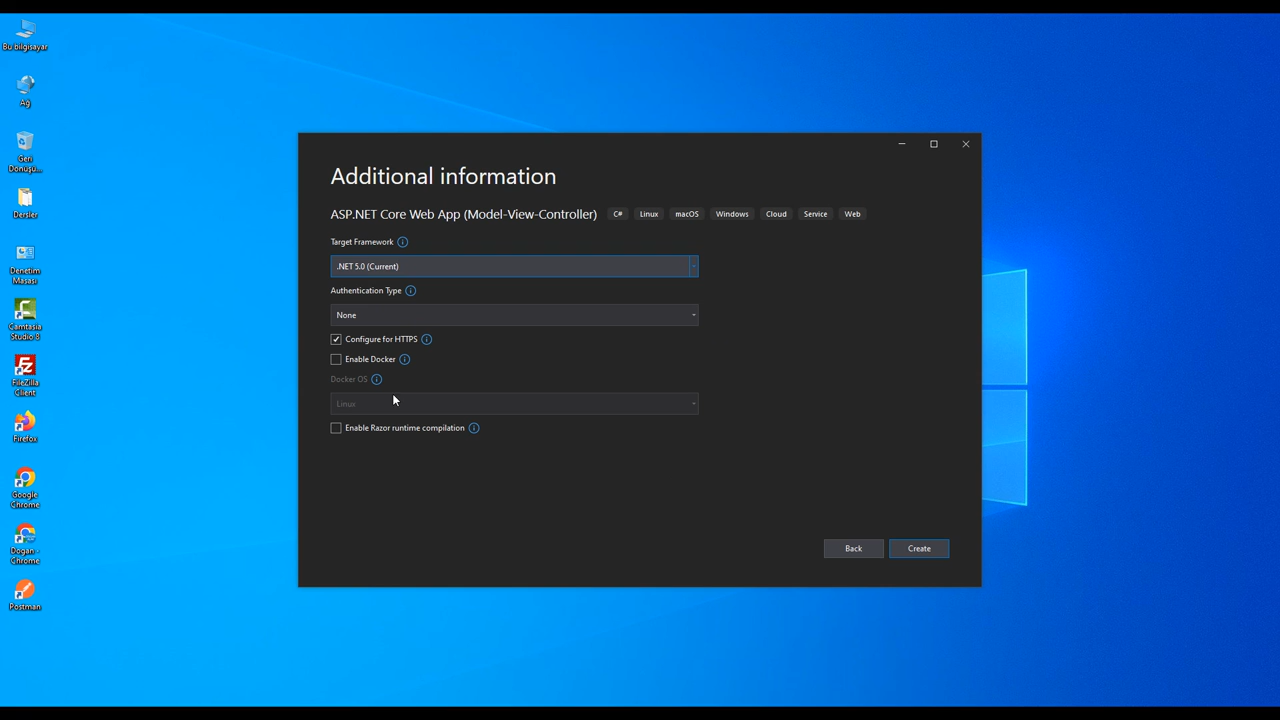 Bu bilgisayar
Ağ
Geri
Dönüşü...
Dersler
Denetim
Masası
Camtasia
Studio 8
FileZilla
Client
Firefox
Google
Chrome
Dogan -
Chrome
Postman
Additional information
ASP.NET Core Web App (Model-View-Controller) C# Linux macOS Windows Cloud Service Web
Target Framework
.NET 5.0 (Current)
Authentication Type
None
Configure for HTTPS
Enable Docker
Docker OS
Linux
Enable Razor runtime compilation
Back Create